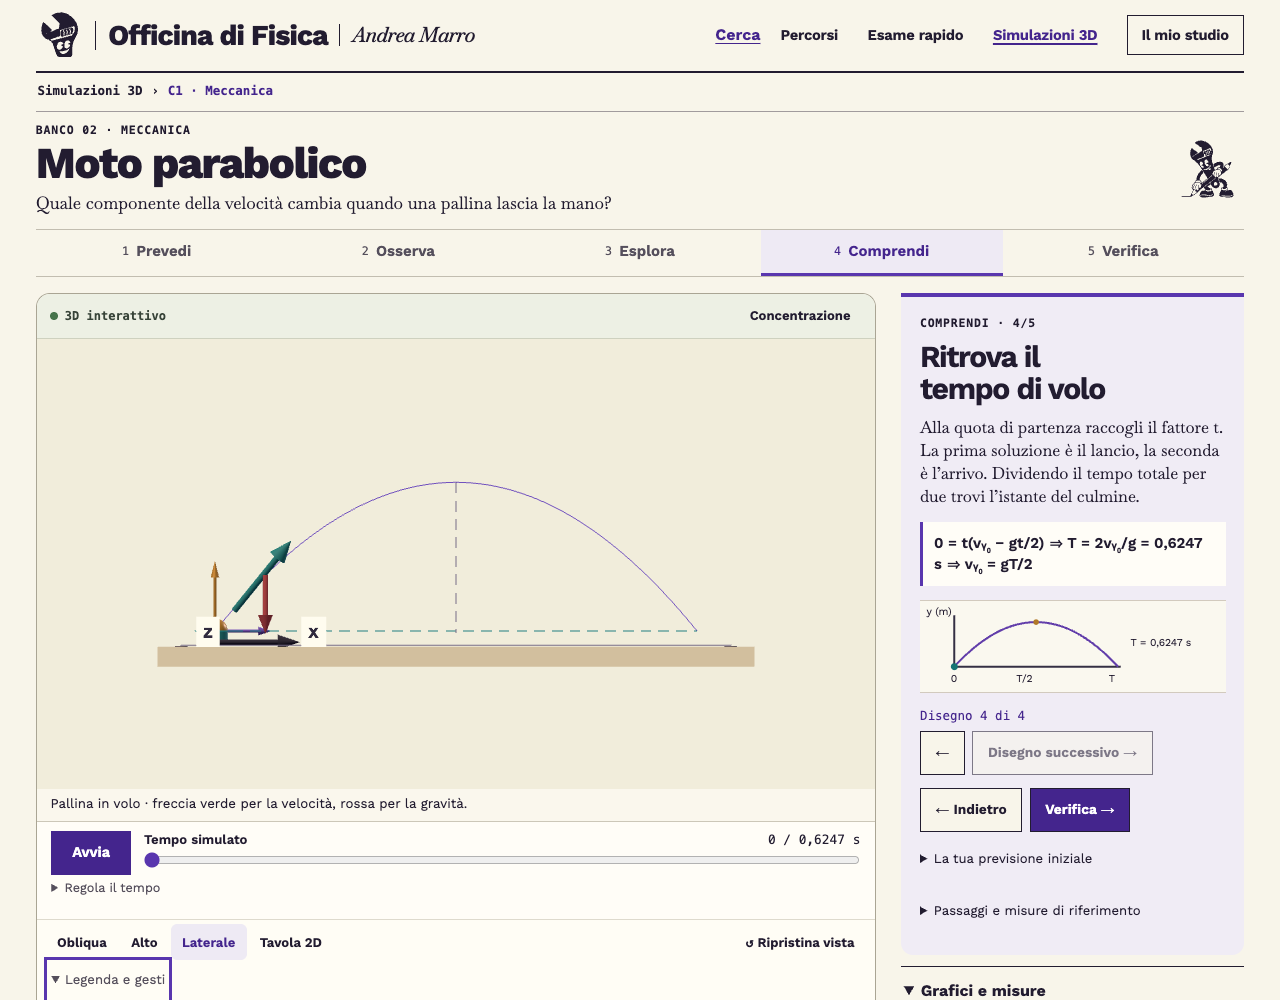 Officina di Fisica
Andrea Marro
Cerca
Percorsi
Esame rapido
Simulazioni 3D
Il mio studio
Simulazioni 3D › C1 · Meccanica
BANCO 02 · MECCANICA
Moto parabolico
Quale componente della velocità cambia quando una pallina lascia la mano?
1 Prevedi
2 Osserva
3 Esplora
4 Comprendi
5 Verifica
3D interattivo
Concentrazione
Z
X
Pallina in volo · freccia verde per la velocità, rossa per la gravità.
Avvia
Tempo simulato
0 / 0,6247 s
Regola il tempo
Obliqua
Alto
Laterale
Tavola 2D
↺ Ripristina vista
Legenda e gesti
COMPRENDI · 4/5
Ritrova il
tempo di volo
Alla quota di partenza raccogli il fattore t.
La prima soluzione è il lancio, la seconda
è l’arrivo. Dividendo il tempo totale per
due trovi l’istante del culmine.
0 = t(vᵧ₀ − gt/2) ⇒ T = 2vᵧ₀/g = 0,6247
s ⇒ vᵧ₀ = gT/2
y (m)
T = 0,6247 s
0
T/2
T
Disegno 4 di 4
←
Disegno successivo →
← Indietro
Verifica →
La tua previsione iniziale
Passaggi e misure di riferimento
Grafici e misure